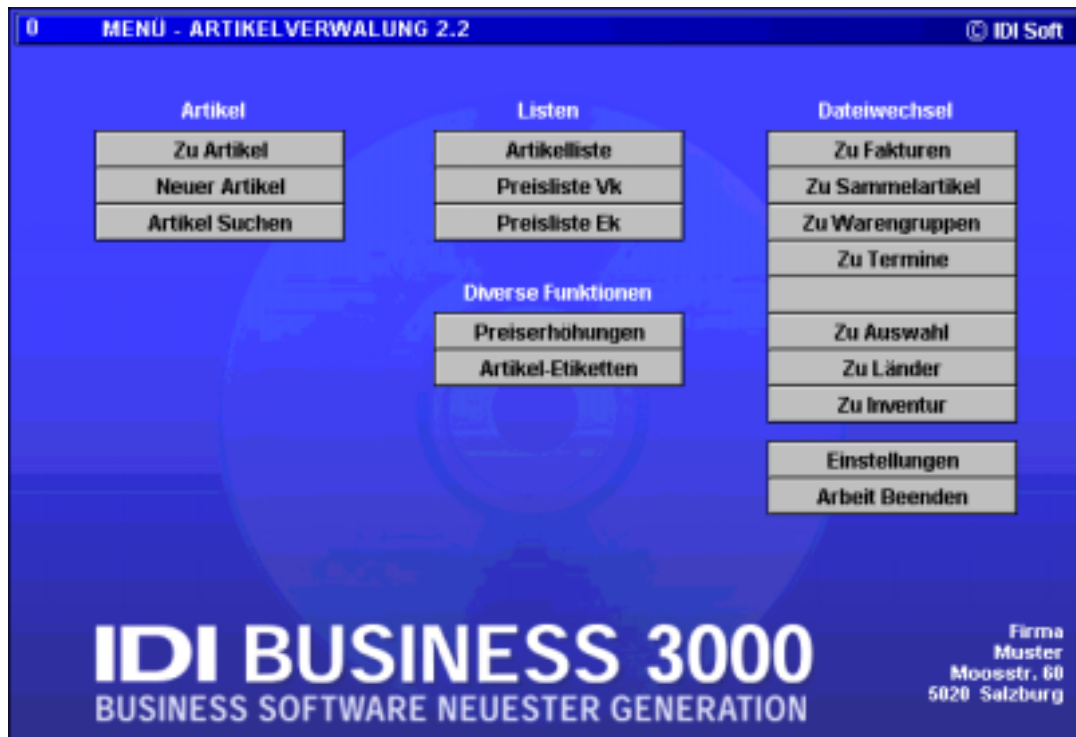 0 MENÜ - ARTIKELVERWALUNG 2.2 © IDI Soft
Artikel
Zu Artikel
Neuer Artikel
Artikel Suchen
Listen
Artikelliste
Preisliste Vk
Preisliste Ek
Diverse Funktionen
Preiserhöhungen
Artikel-Etiketten
Dateiwechsel
Zu Fakturen
Zu Sammelartikel
Zu Warengruppen
Zu Termine
Zu Auswahl
Zu Länder
Zu Inventur
Einstellungen
Arbeit Beenden
IDI BUSINESS 3000
BUSINESS SOFTWARE NEUESTER GENERATION
Firma
Muster
Moosstr. 60
5020 Salzburg